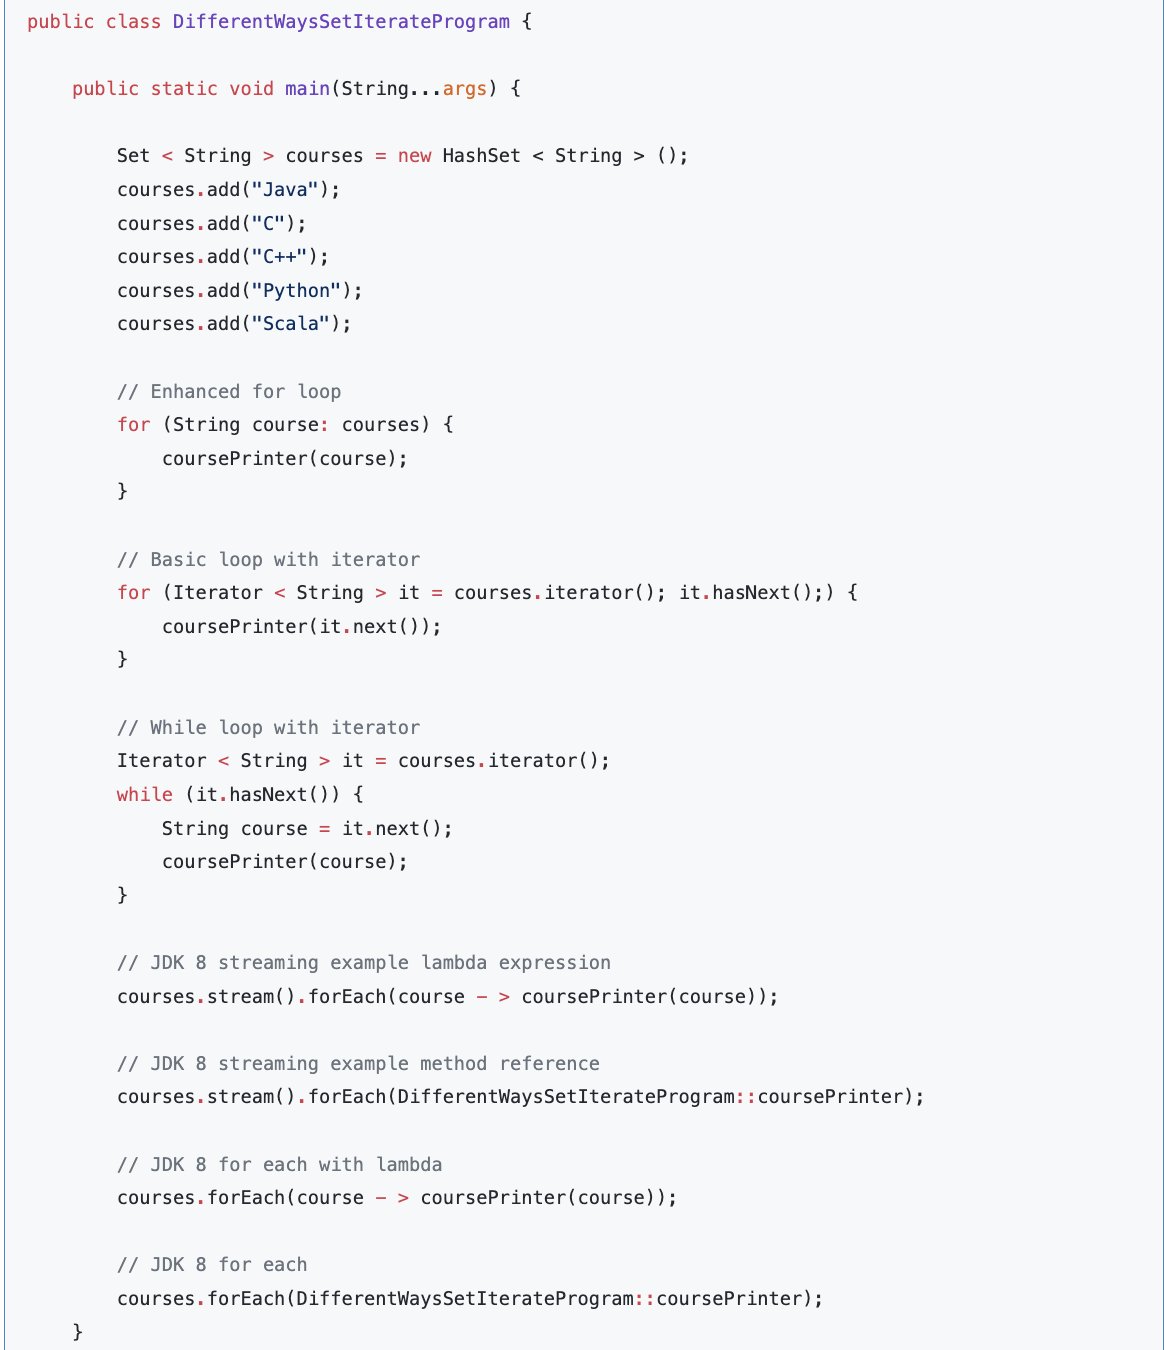 public class DifferentWaysSetIterateProgram {
public static void main(String...args) {
Set < String > courses = new HashSet < String > ();
courses.add("Java");
courses.add("C");
courses.add("C++");
courses.add("Python");
courses.add("Scala");
// Enhanced for loop
for (String course: courses) {
coursePrinter(course);
}
// Basic loop with iterator
for (Iterator < String > it = courses.iterator(); it.hasNext();) {
coursePrinter(it.next());
}
// While loop with iterator
Iterator < String > it = courses.iterator();
while (it.hasNext()) {
String course = it.next();
coursePrinter(course);
}
// JDK 8 streaming example lambda expression
courses.stream().forEach(course - > coursePrinter(course));
// JDK 8 streaming example method reference
courses.stream().forEach(DifferentWaysSetIterateProgram::coursePrinter);
// JDK 8 for each with lambda
courses.forEach(course - > coursePrinter(course));
// JDK 8 for each
courses.forEach(DifferentWaysSetIterateProgram::coursePrinter);
}